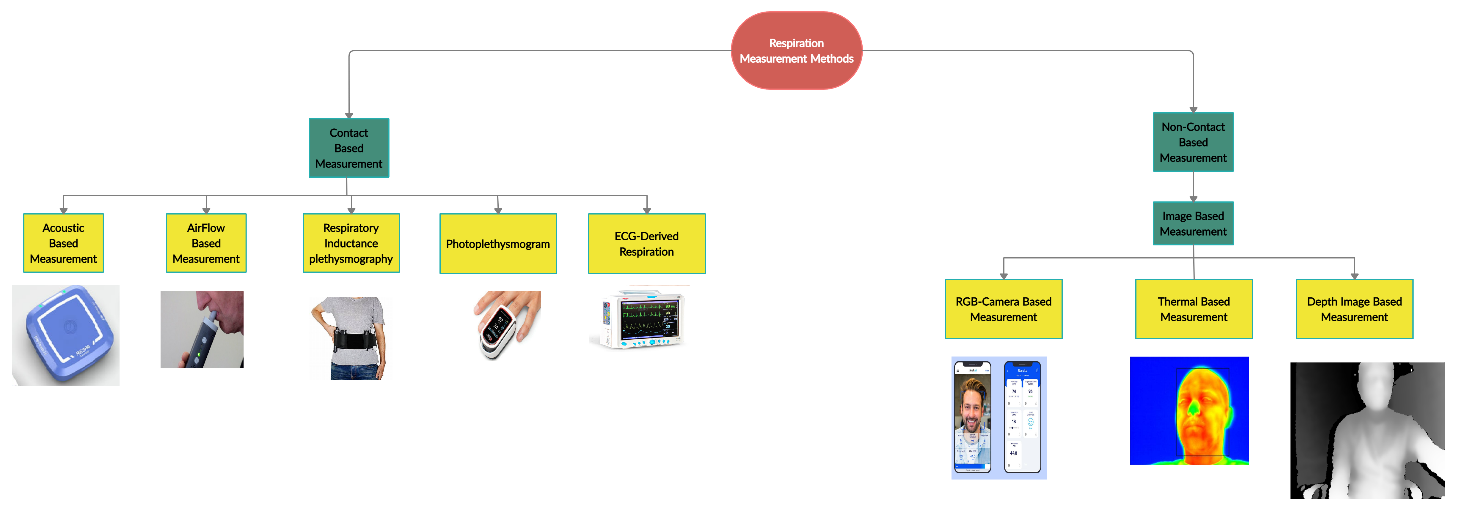 Respiration
Measurement Methods
Contact
Based
Measurement
Non-Contact
Based
Measurement
Image Based
Measurement
Acoustic
Based
Measurement
AirFlow
Based
Measurement
Respiratory
Inductance
plethysmography
Photoplethysmogram
ECG-Derived
Respiration
RGB-Camera Based
Measurement
Thermal Based
Measurement
Depth Image Based
Measurement